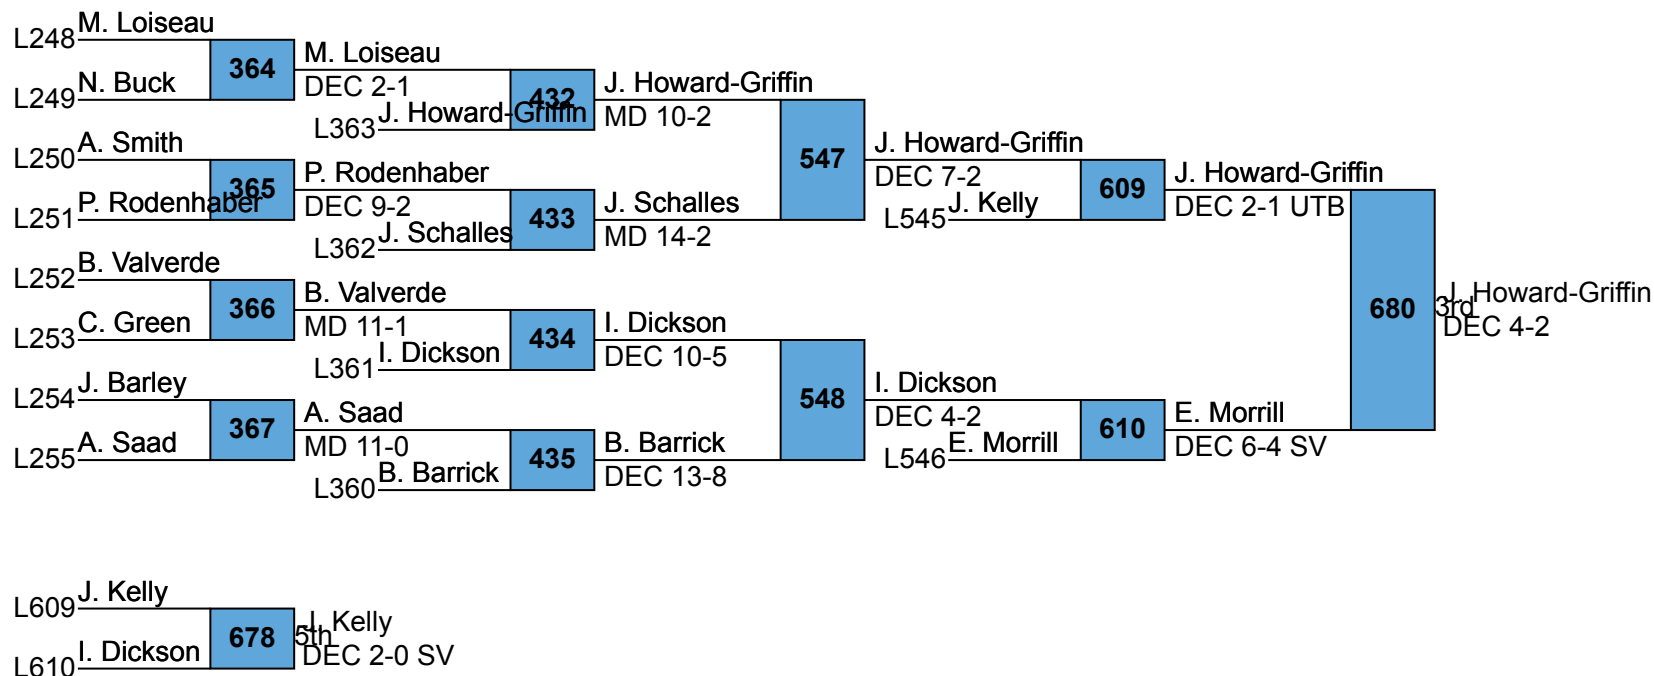 M. Loiseau
L248
364
N. Buck
L249
M. Loiseau
DEC 2-1
432
J. Howard-Griffin
L363
J. Howard-Griffin
MD 10-2
A. Smith
L250
365
P. Rodenhaber
L251
P. Rodenhaber
DEC 9-2
433
J. Schalles
L362
J. Schalles
MD 14-2
547
J. Howard-Griffin
DEC 7-2
609
J. Kelly
L545
J. Howard-Griffin
DEC 2-1 UTB
B. Valverde
L252
366
C. Green
L253
B. Valverde
MD 11-1
434
I. Dickson
L361
I. Dickson
DEC 10-5
J. Barley
L254
367
A. Saad
L255
A. Saad
MD 11-0
435
B. Barrick
L360
B. Barrick
DEC 13-8
548
I. Dickson
DEC 4-2
610
E. Morrill
L546
E. Morrill
DEC 6-4 SV
680
3rd
J. Howard-Griffin
DEC 4-2
J. Kelly
L609
678
I. Dickson
L610
5th
J. Kelly
DEC 2-0 SV